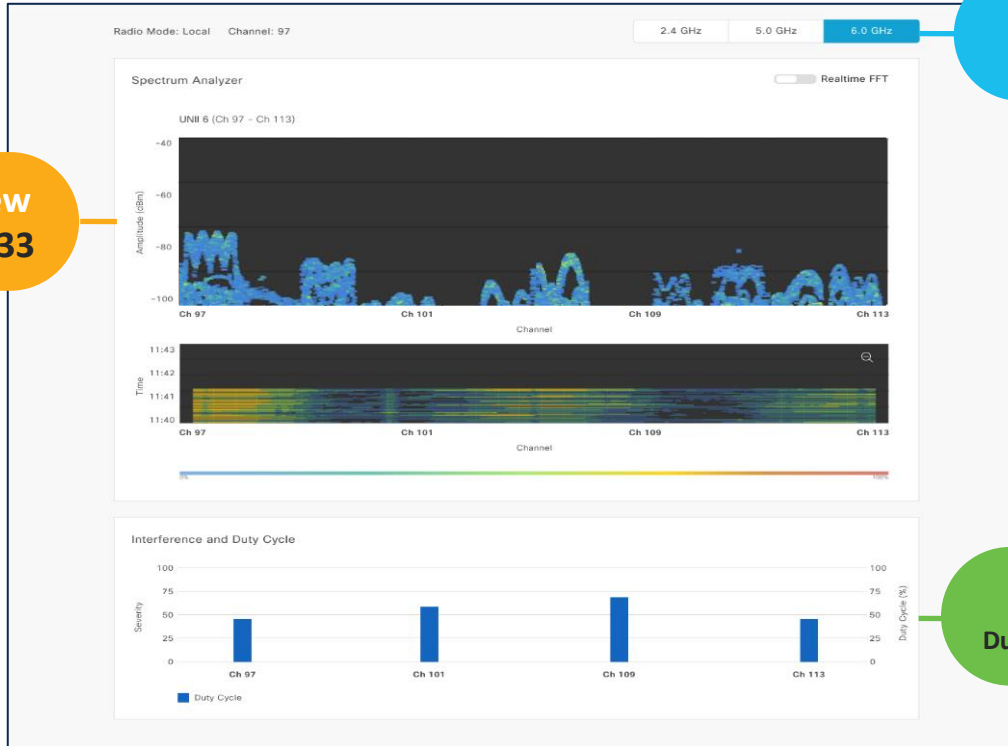 Radio Mode: Local Channel: 97
2.4 GHz 5.0 GHz 6.0 GHz
Spectrum Analyzer
Realtime FFT
UNII 6 (Ch 97 - Ch 113)
-40
-60
-80
-100
Amplitude (dBm)
Ch 97 Ch 101 Ch 109 Ch 113
Channel
ew
33
11:43
11:42
11:41
11:40
Time
Ch 97 Ch 101 Ch 109 Ch 113
Channel
0% 100%
Interference and Duty Cycle
100 100
75 75
50 50
25 25
0 0
Severity
Duty Cycle (%)
Ch 97 Ch 101 Ch 109 Ch 113
Duty Cycle
Du